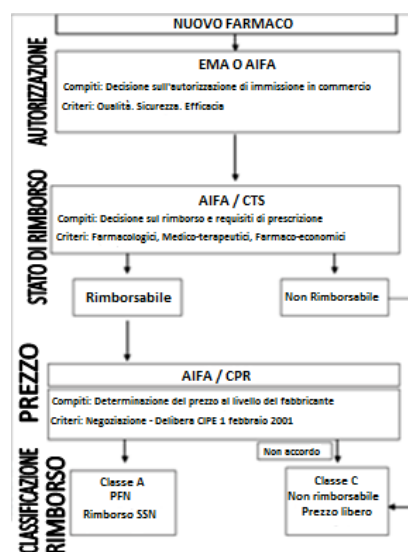 NUOVO FARMACO
AUTORIZZAZIONE
EMA O AIFA
Compiti: Decisione sull'autorizzazione di immissione in commercio
Criteri: Qualità. Sicurezza. Efficacia
STATO DI RIMBORSO
AIFA / CTS
Compiti: Decisione sul rimborso e requisiti di prescrizione
Criteri: Farmacologici, Medico-terapeutici, Farmaco-economici
Rimborsabile
Non Rimborsabile
PREZZO
AIFA / CPR
Compiti: Determinazione del prezzo al livello del fabbricante
Criteri: Negoziazione - Delibera CIPE 1 febbraio 2001
Non accordo
CLASSIFICAZIONE
RIMBORSO
Classe A
PFN
Rimborso SSN
Classe C
Non rimborsabile
Prezzo libero